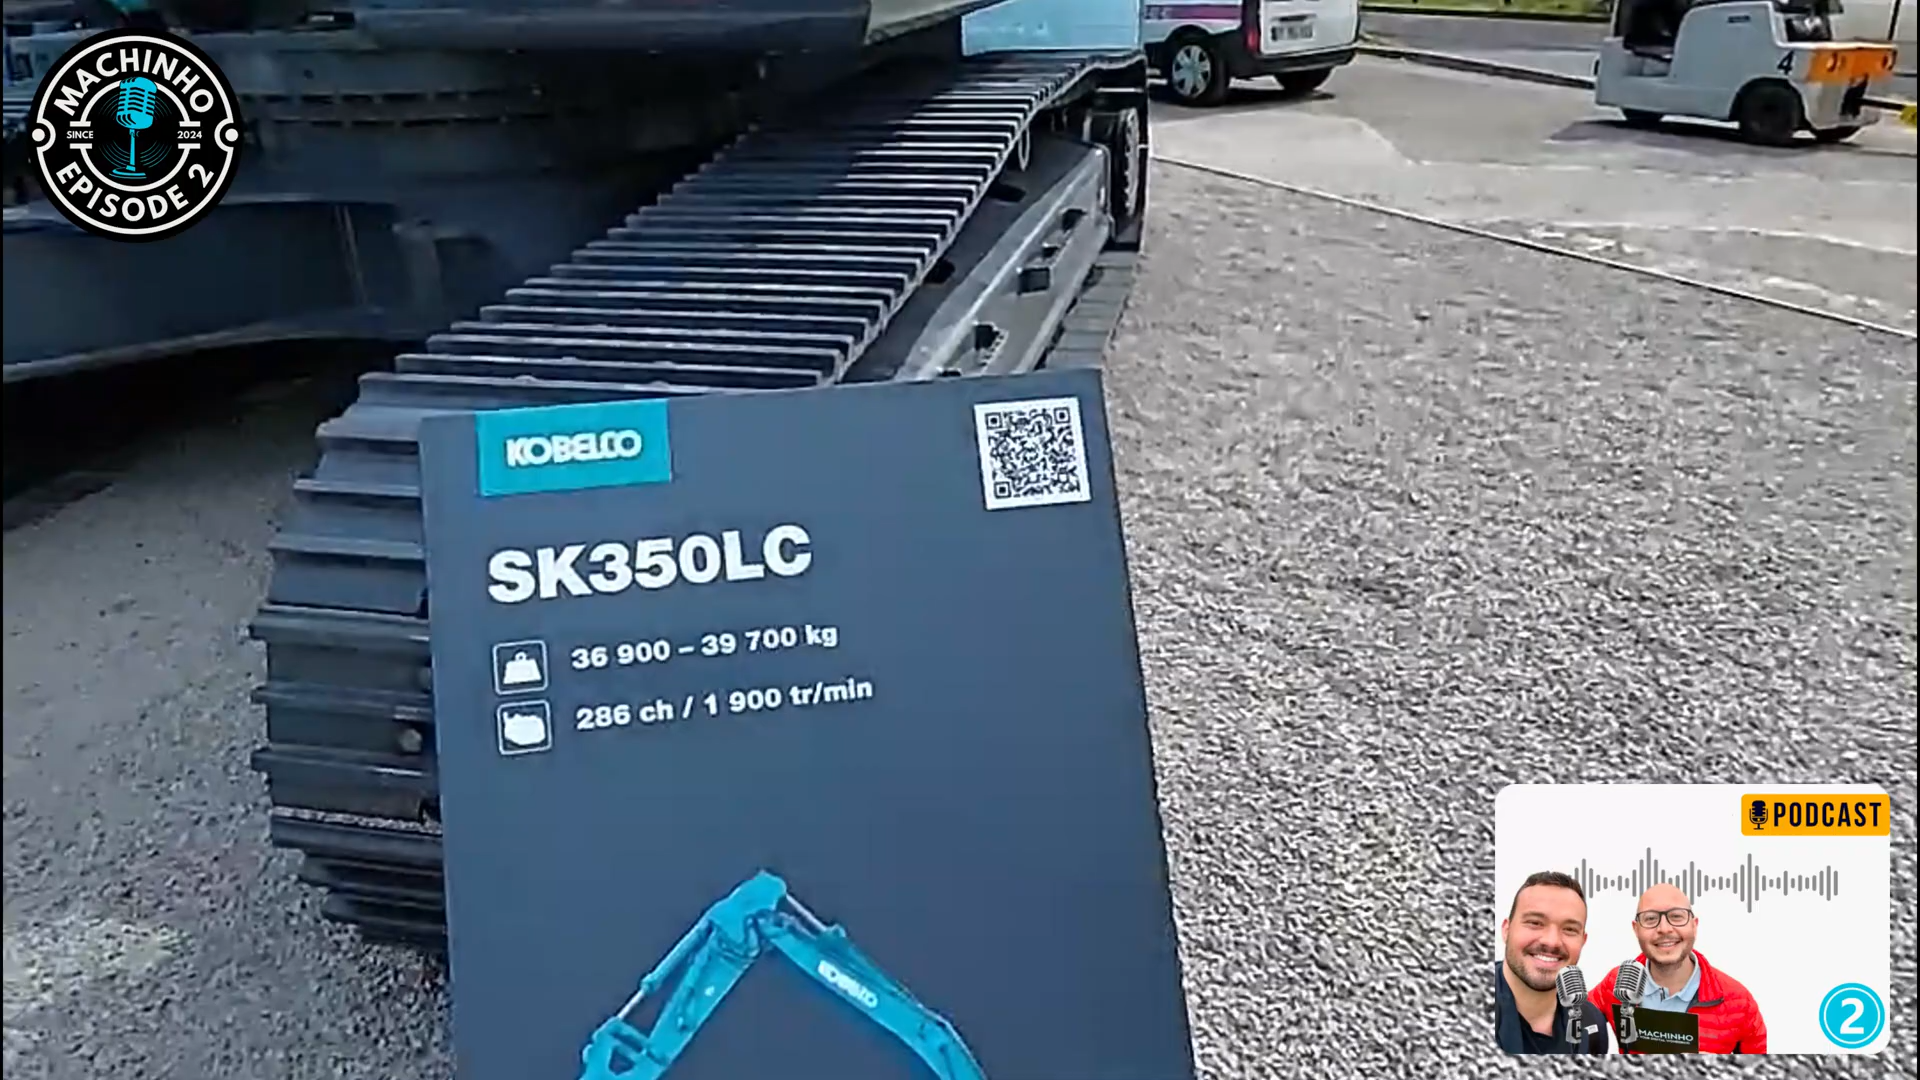 MACHINHO
SINCE 2024
EPISODE 2
4
KOBELCO
SK350LC
36 900 – 39 700 kg
286 ch / 1 900 tr/min
KOBELCO
PODCAST
MACHINHO
2